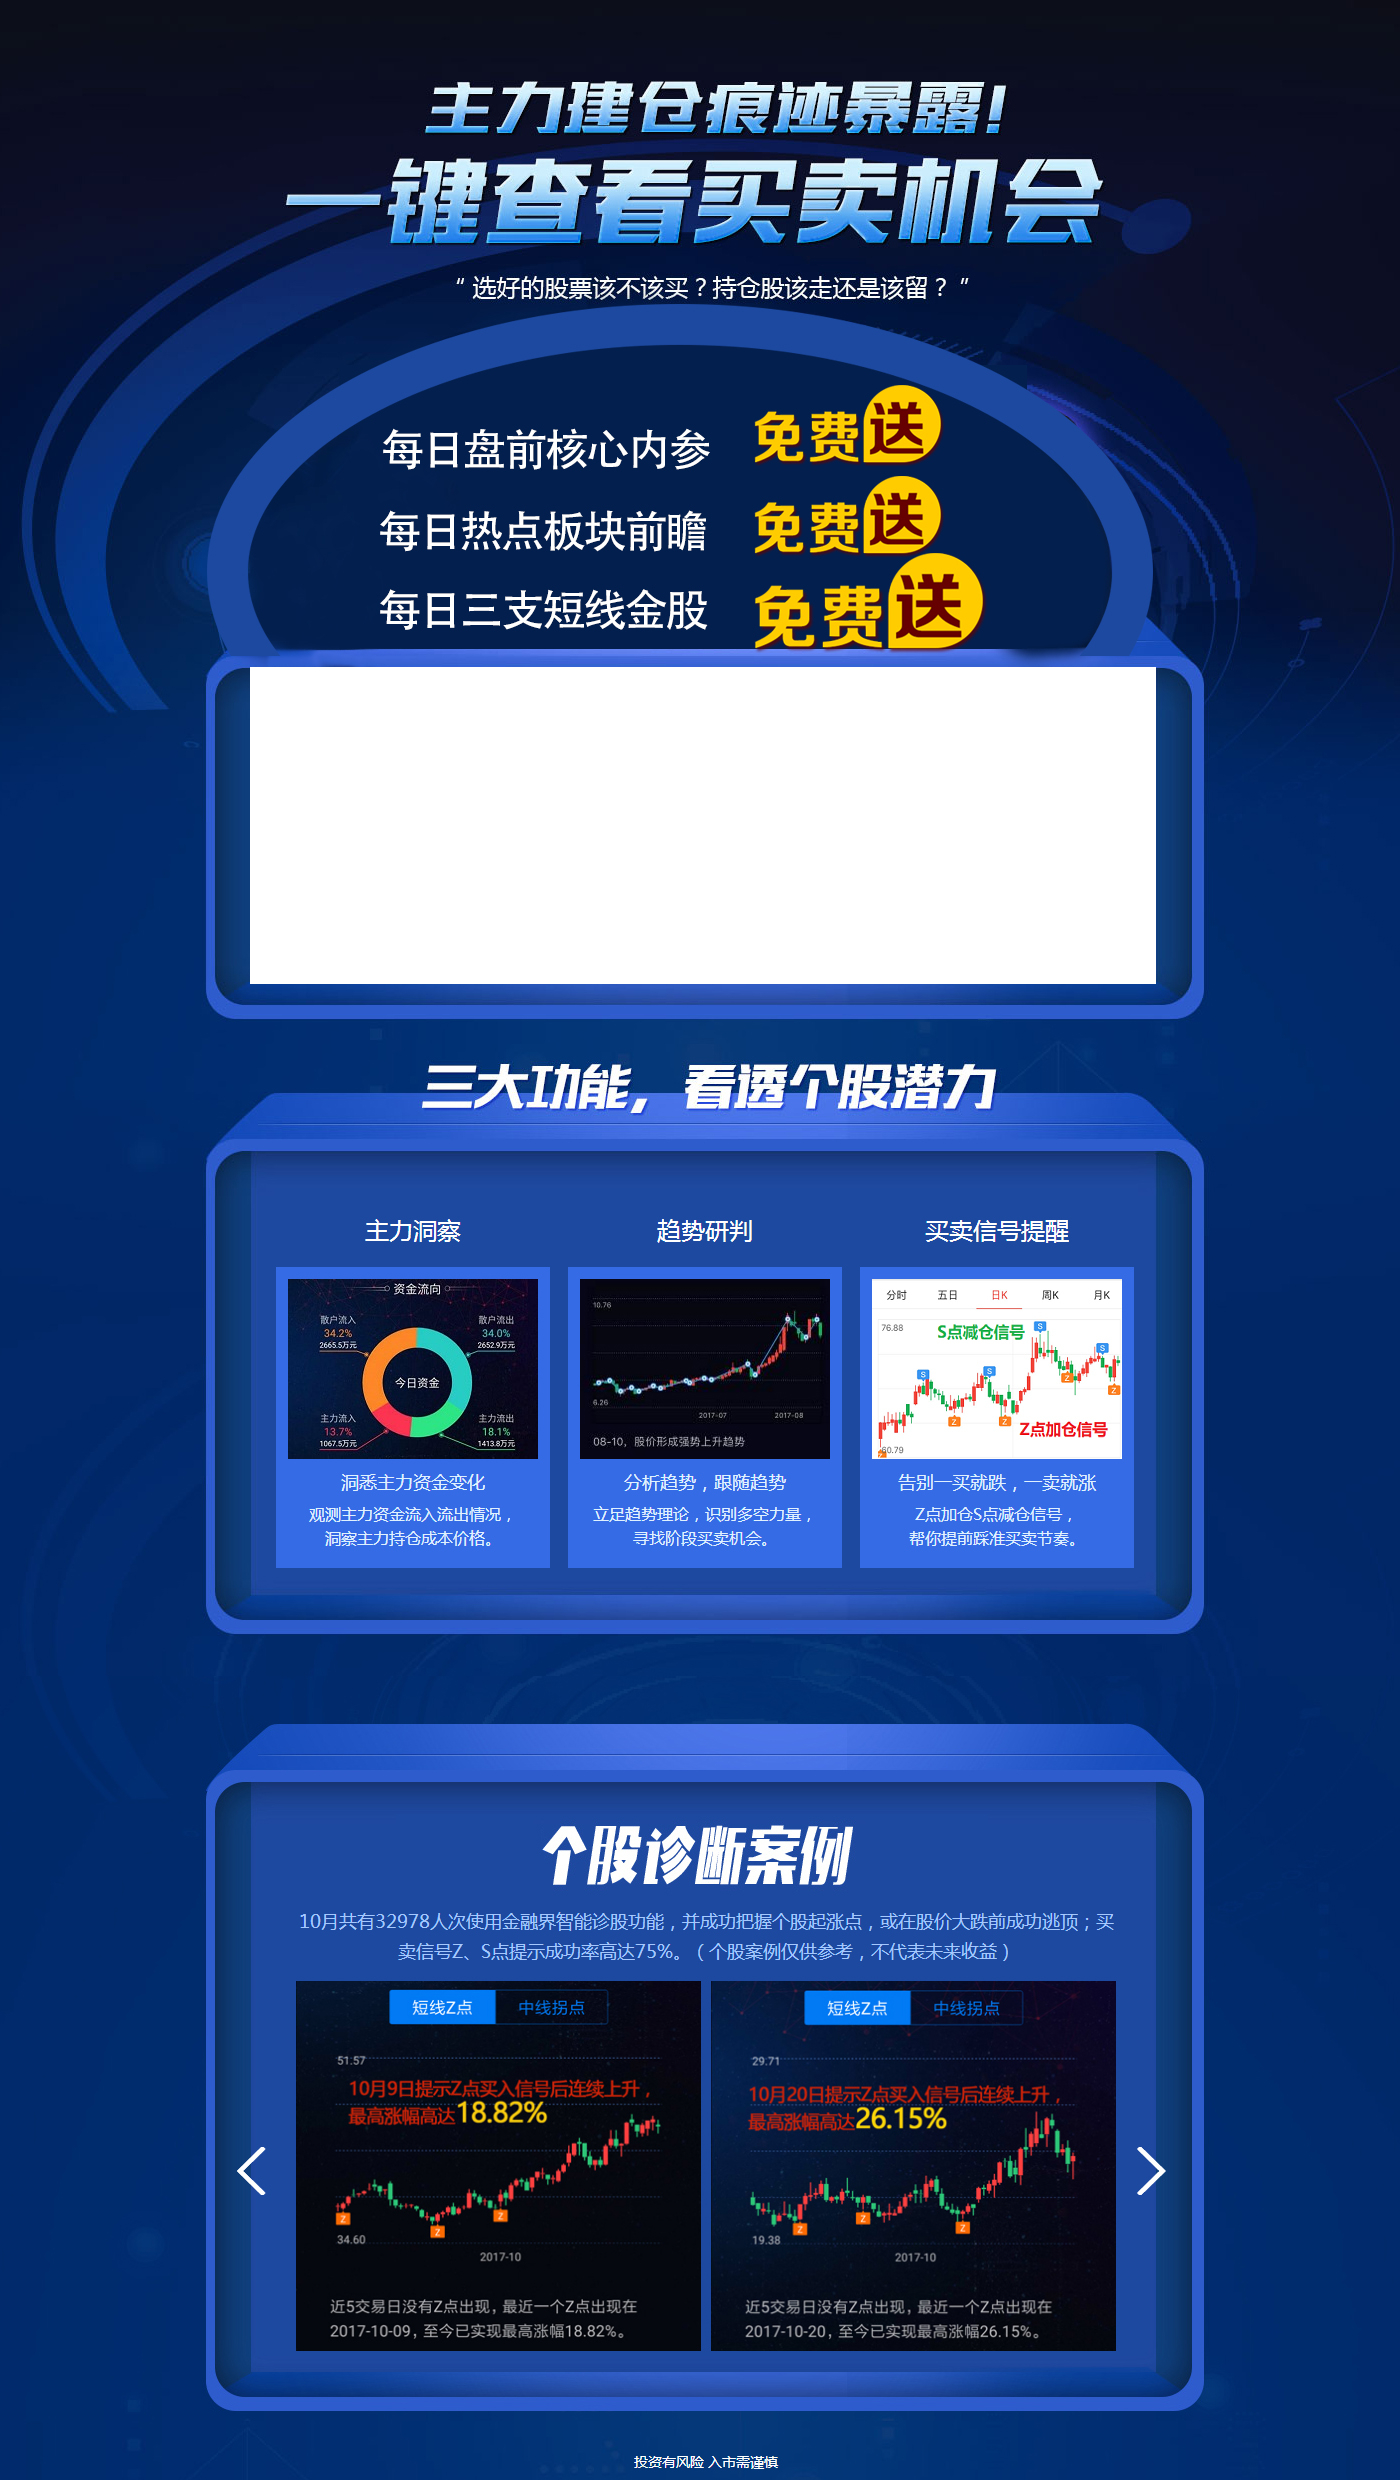 主力建仓痕迹暴露!
一键查看买卖机会
“ 选好的股票该不该买？持仓股该走还是该留？ ”
每日盘前核心内参 免费送
每日热点板块前瞻 免费送
每日三支短线金股 免费送
三大功能，看透个股潜力
主力洞察
资金流向
散户流入
34.2%
2665.5万元
散户流出
34.0%
2652.9万元
今日资金
主力流入
13.7%
1067.5万元
主力流出
18.1%
1413.8万元
洞悉主力资金变化
观测主力资金流入流出情况，
洞察主力持仓成本价格。
趋势研判
10.76
6.26
2017-07 2017-08
08-10，股价形成强势上升趋势
分析趋势，跟随趋势
立足趋势理论，识别多空力量，
寻找阶段买卖机会。
买卖信号提醒
分时 五日 日K 周K 月K
76.88
S点减仓信号
S
S
S
S
Z
Z
Z
Z
Z
Z点加仓信号
60.79
告别一买就跌，一卖就涨
Z点加仓S点减仓信号，
帮你提前踩准买卖节奏。
个股诊断案例
10月共有32978人次使用金融界智能诊股功能，并成功把握个股起涨点，或在股价大跌前成功逃顶；买
卖信号Z、S点提示成功率高达75%。（个股案例仅供参考，不代表未来收益）
短线Z点 中线拐点
51.57
10月9日提示Z点买入信号后连续上升，
最高涨幅高达18.82%
Z
Z
Z
34.60
2017-10
近5交易日没有Z点出现，最近一个Z点出现在
2017-10-09，至今已实现最高涨幅18.82%。
短线Z点 中线拐点
29.71
10月20日提示Z点买入信号后连续上升，
最高涨幅高达26.15%
Z
Z
Z
19.38
2017-10
近5交易日没有Z点出现，最近一个Z点出现在
2017-10-20，至今已实现最高涨幅26.15%。
投资有风险 入市需谨慎